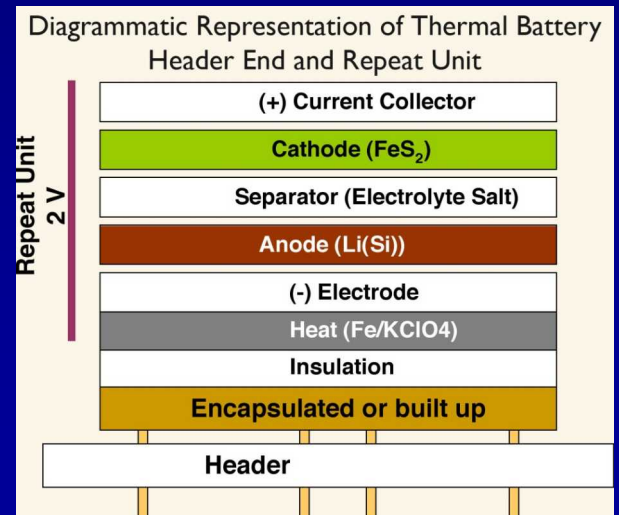 Diagrammatic Representation of Thermal Battery
Header End and Repeat Unit
Repeat Unit
2 V
(+) Current Collector
Cathode (FeS₂)
Separator (Electrolyte Salt)
Anode (Li(Si))
(-) Electrode
Heat (Fe/KClO4)
Insulation
Encapsulated or built up
Header